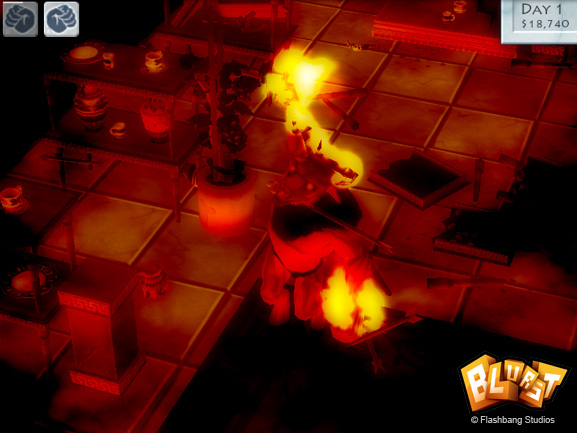 DAY 1
$18,740
BLURST
© Flashbang Studios